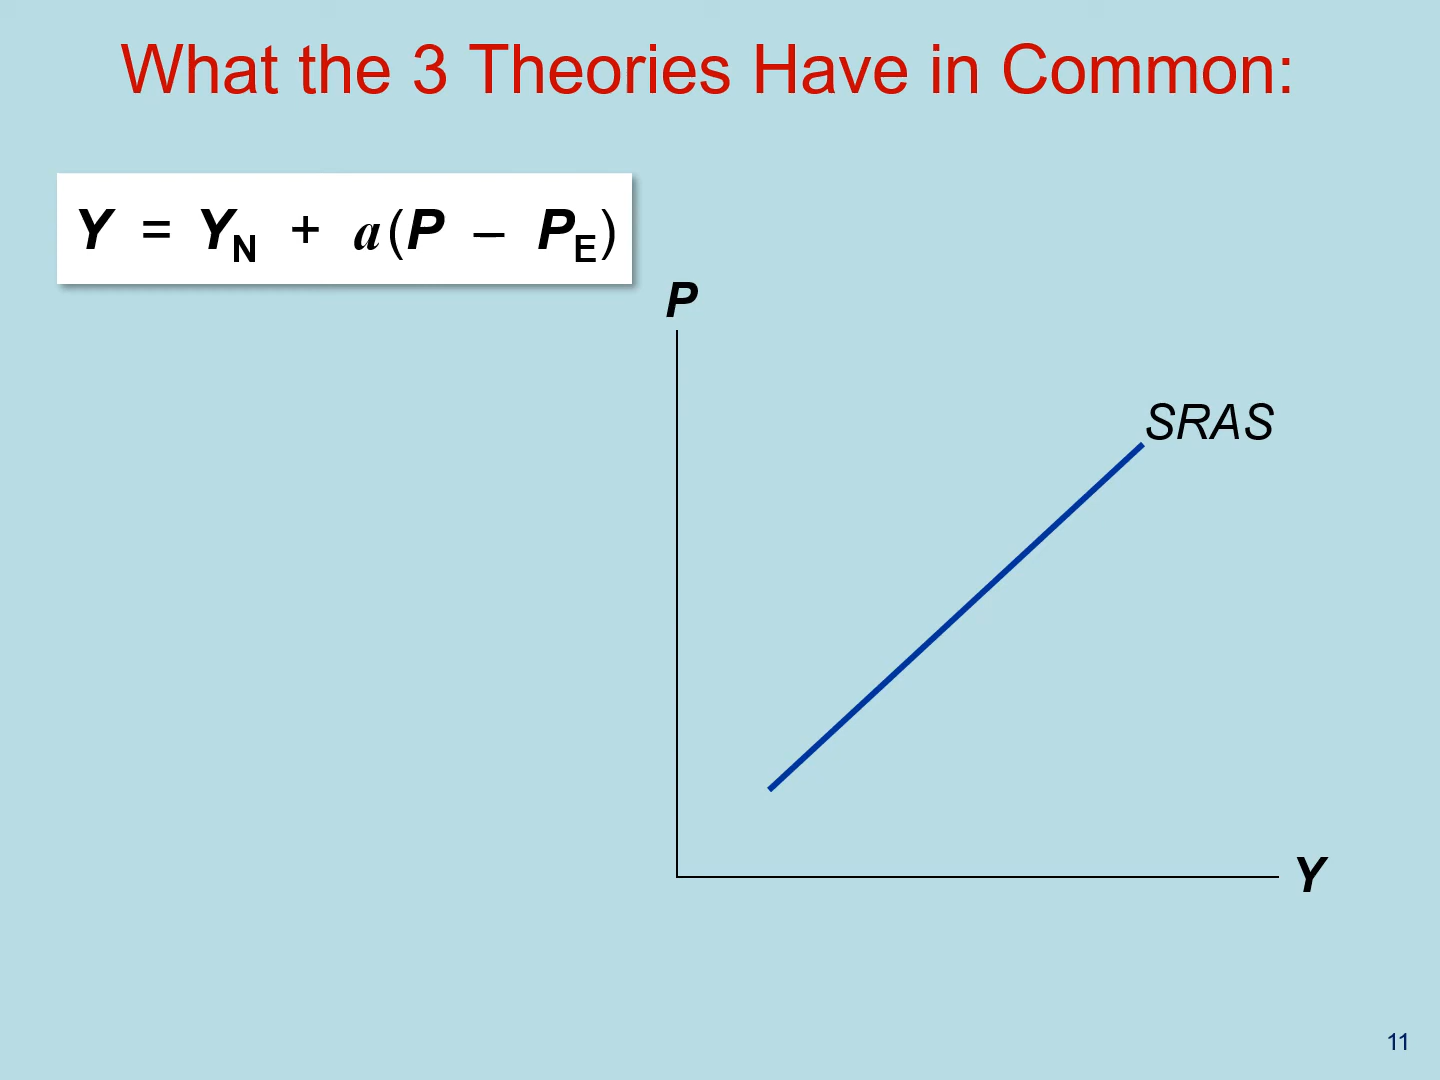 What the 3 Theories Have in Common:
Y = YN + a(P – PE)
P
SRAS
Y
11